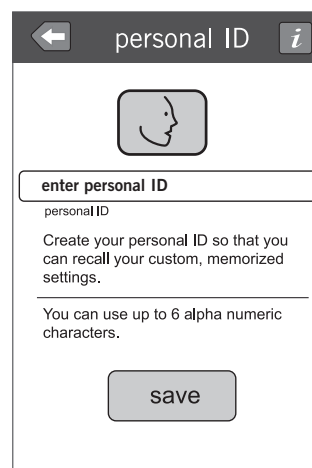 personal ID i
enter personal ID
personal ID
Create your personal ID so that you
can recall your custom, memorized
settings.
You can use up to 6 alpha numeric
characters.
save